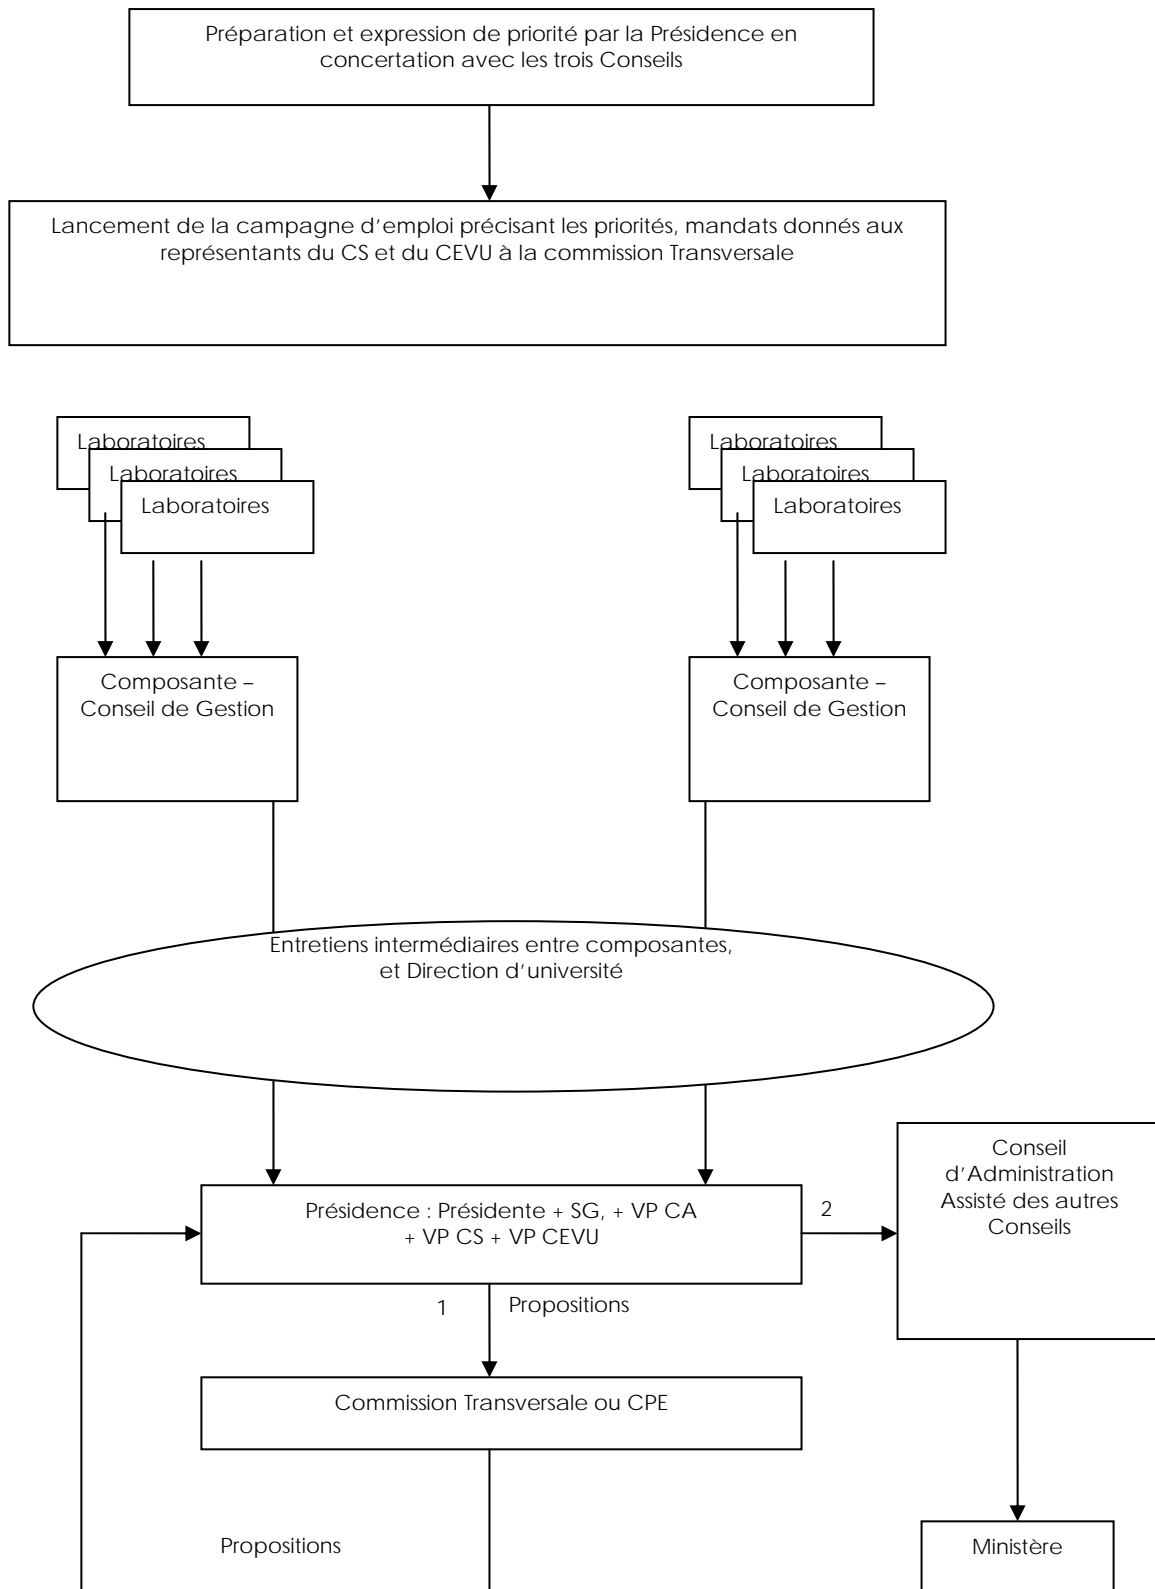 Préparation et expression de priorité par la Présidence en
concertation avec les trois Conseils
Lancement de la campagne d'emploi précisant les priorités, mandats donnés aux
représentants du CS et du CEVU à la commission Transversale
Laboratoires
Laboratoires
Laboratoires
Laboratoires
Laboratoires
Laboratoires
Composante –
Conseil de Gestion
Composante –
Conseil de Gestion
Entretiens intermédiaires entre composantes,
et Direction d'université
Conseil
d'Administration
Assisté des autres
Conseils
Présidence : Présidente + SG, + VP CA
+ VP CS + VP CEVU
2
1
Propositions
Commission Transversale ou CPE
Propositions
Ministère